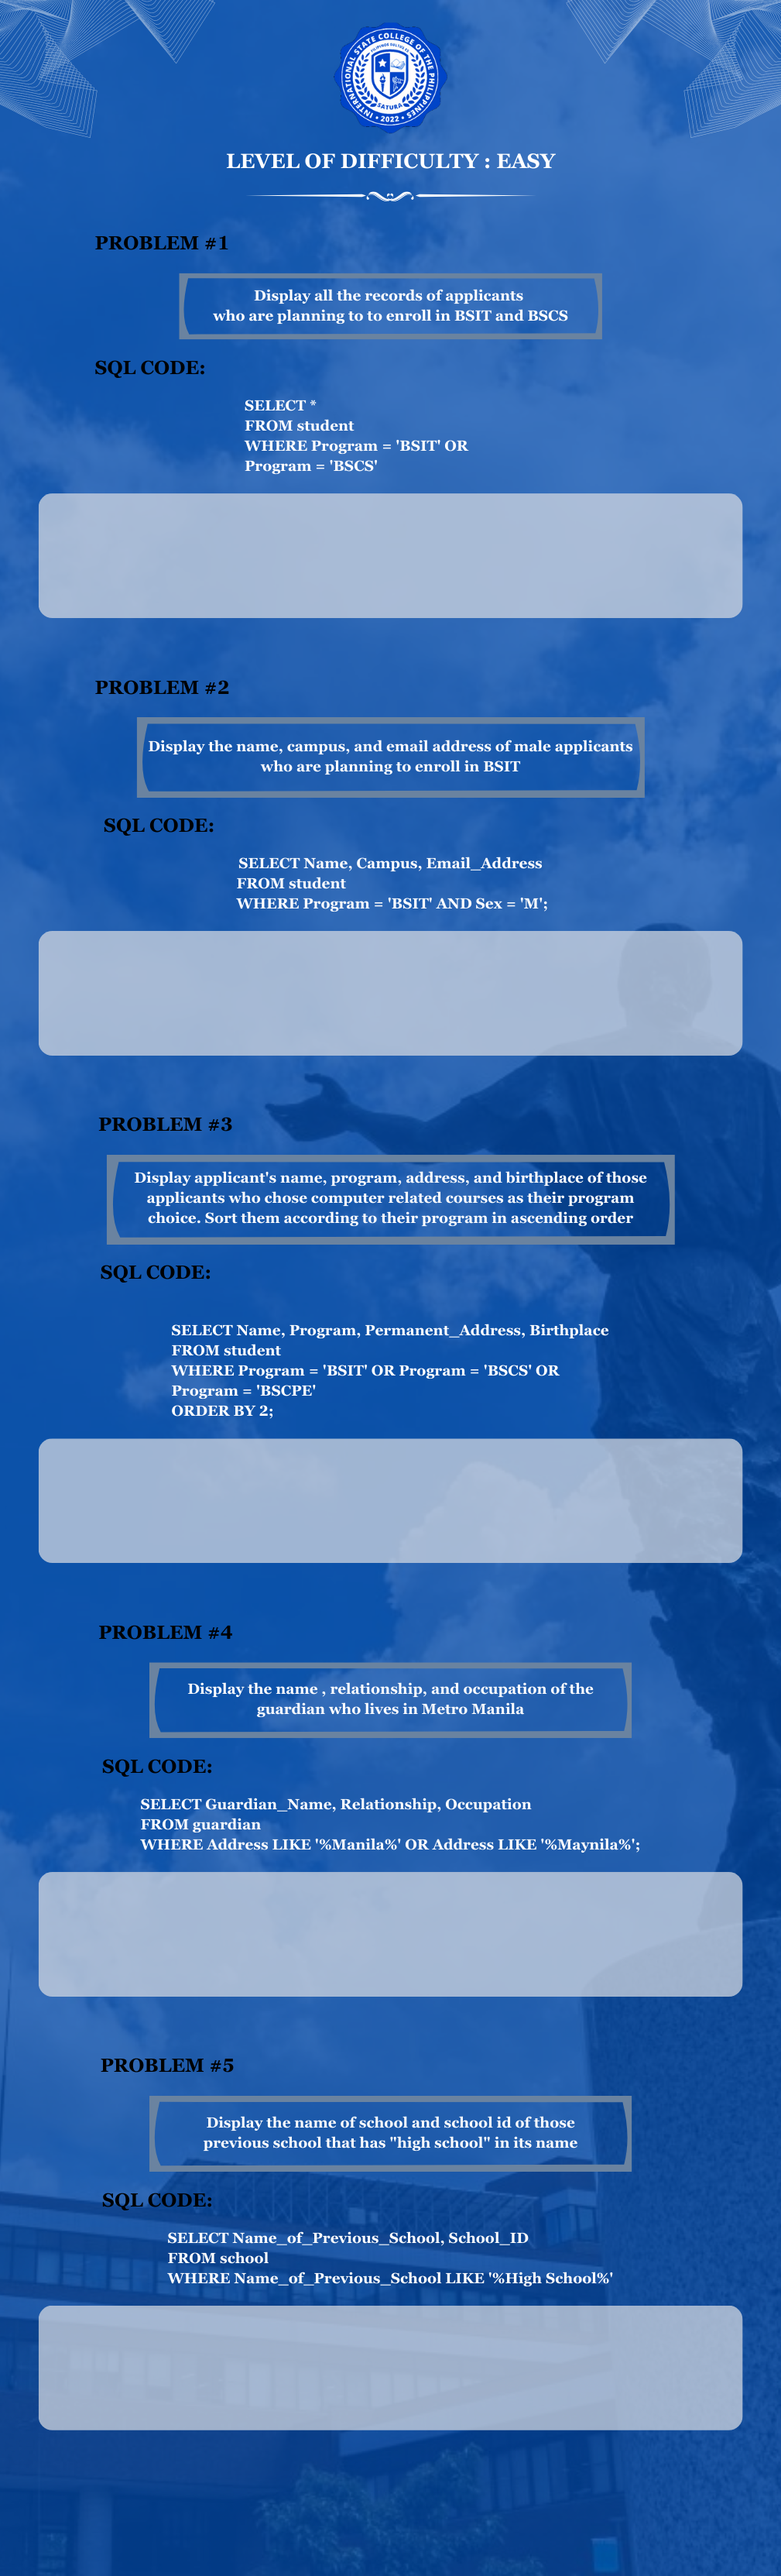 INTERNATIONAL STATE COLLEGE OF THE PHILIPPINES
SATURA
• 2022 •
LEVEL OF DIFFICULTY : EASY
PROBLEM #1
Display all the records of applicants
who are planning to to enroll in BSIT and BSCS
SQL CODE:
SELECT *
FROM student
WHERE Program = 'BSIT' OR
Program = 'BSCS'
PROBLEM #2
Display the name, campus, and email address of male applicants
who are planning to enroll in BSIT
SQL CODE:
SELECT Name, Campus, Email_Address
FROM student
WHERE Program = 'BSIT' AND Sex = 'M';
PROBLEM #3
Display applicant's name, program, address, and birthplace of those
applicants who chose computer related courses as their program
choice. Sort them according to their program in ascending order
SQL CODE:
SELECT Name, Program, Permanent_Address, Birthplace
FROM student
WHERE Program = 'BSIT' OR Program = 'BSCS' OR
Program = 'BSCPE'
ORDER BY 2;
PROBLEM #4
Display the name , relationship, and occupation of the
guardian who lives in Metro Manila
SQL CODE:
SELECT Guardian_Name, Relationship, Occupation
FROM guardian
WHERE Address LIKE '%Manila%' OR Address LIKE '%Maynila%';
PROBLEM #5
Display the name of school and school id of those
previous school that has "high school" in its name
SQL CODE:
SELECT Name_of_Previous_School, School_ID
FROM school
WHERE Name_of_Previous_School LIKE '%High School%'